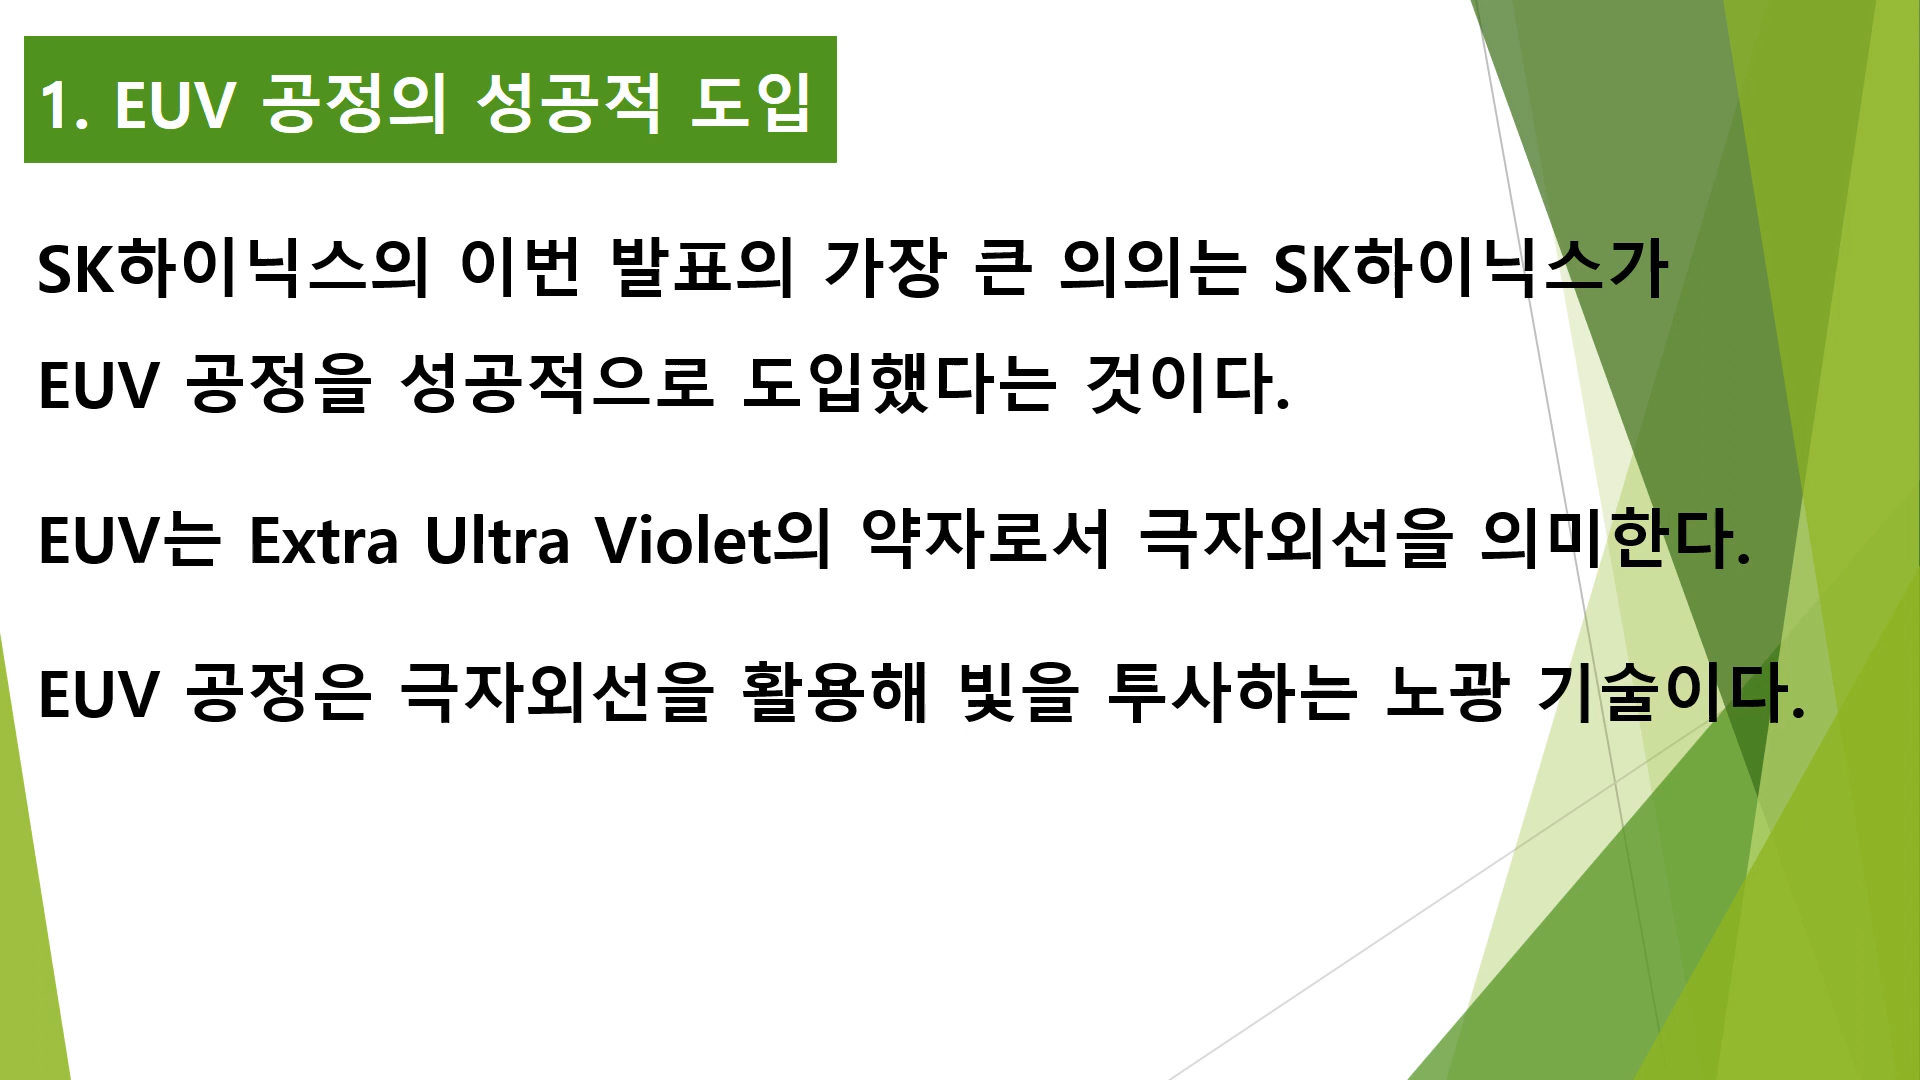 1. EUV 공정의 성공적 도입
SK하이닉스의 이번 발표의 가장 큰 의의는 SK하이닉스가
EUV 공정을 성공적으로 도입했다는 것이다.
EUV는 Extra Ultra Violet의 약자로서 극자외선을 의미한다.
EUV 공정은 극자외선을 활용해 빛을 투사하는 노광 기술이다.